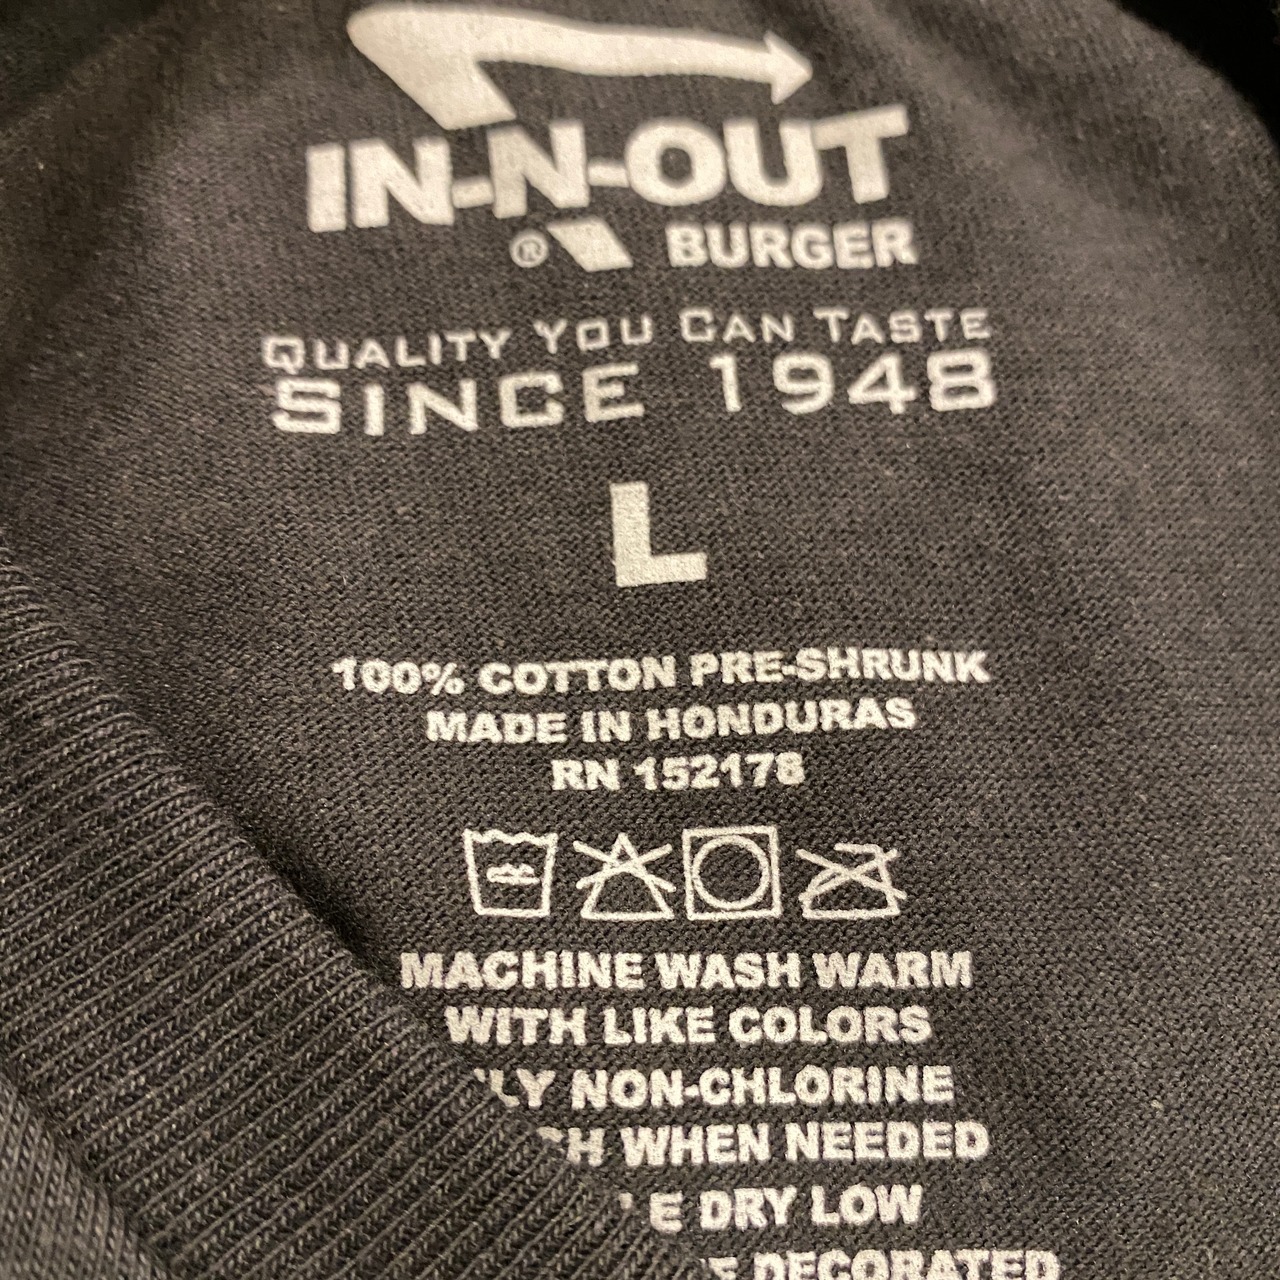 IN-N-OUT
® BURGER
QUALITY YOU CAN TASTE
SINCE 1948
L
100% COTTON PRE-SHRUNK
MADE IN HONDURAS
RN 152178
MACHINE WASH WARM
WITH LIKE COLORS
NON-CHLORINE
WHEN NEEDED
DRY LOW
DECORATED